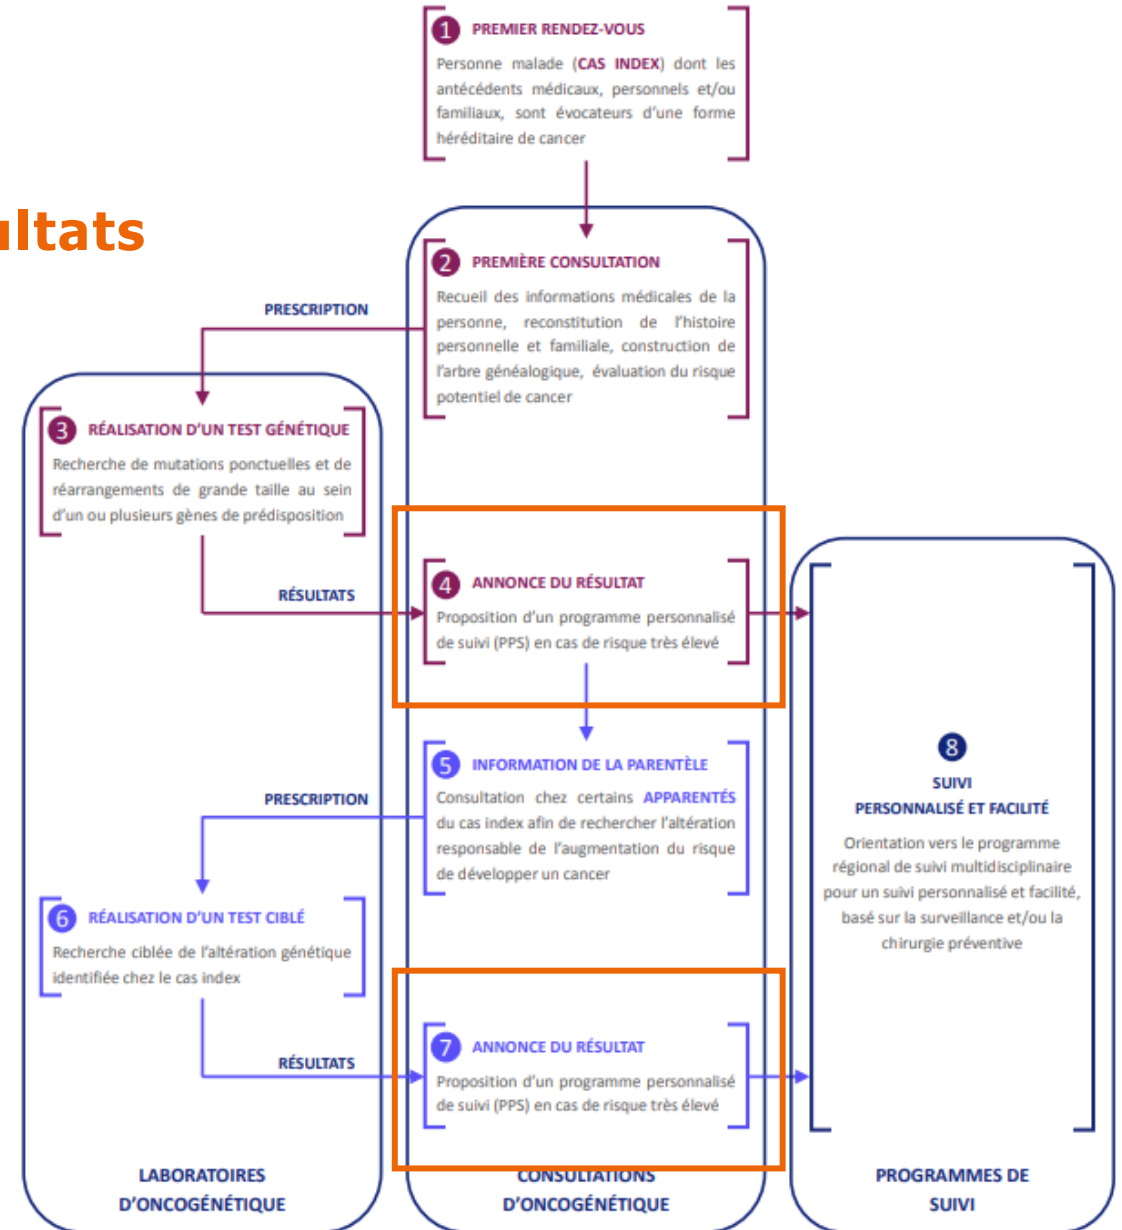 1 PREMIER RENDEZ-VOUS
Personne malade (CAS INDEX) dont les
antécédents médicaux, personnels et/ou
familiaux, sont évocateurs d'une forme
héréditaire de cancer
ultats
2 PREMIÈRE CONSULTATION
Recueil des informations médicales de la
personne, reconstitution de l'histoire
personnelle et familiale, construction de
l'arbre généalogique, évaluation du risque
potentiel de cancer
PRESCRIPTION
3 RÉALISATION D'UN TEST GÉNÉTIQUE
Recherche de mutations ponctuelles et de
réarrangements de grande taille au sein
d'un ou plusieurs gènes de prédisposition
RÉSULTATS
4 ANNONCE DU RÉSULTAT
Proposition d'un programme personnalisé
de suivi (PPS) en cas de risque très élevé
5 INFORMATION DE LA PARENTÈLE
Consultation chez certains APPARENTÉS
du cas index afin de rechercher l'altération
responsable de l'augmentation du risque
de développer un cancer
PRESCRIPTION
6 RÉALISATION D'UN TEST CIBLÉ
Recherche ciblée de l'altération génétique
identifiée chez le cas index
RÉSULTATS
7 ANNONCE DU RÉSULTAT
Proposition d'un programme personnalisé
de suivi (PPS) en cas de risque très élevé
8
SUIVI
PERSONNALISÉ ET FACILITÉ
Orientation vers le programme
régional de suivi multidisciplinaire
pour un suivi personnalisé et facilité,
basé sur la surveillance et/ou la
chirurgie préventive
LABORATOIRES
D'ONCOGÉNÉTIQUE
CONSULTATIONS
D'ONCOGÉNÉTIQUE
PROGRAMMES DE
SUIVI